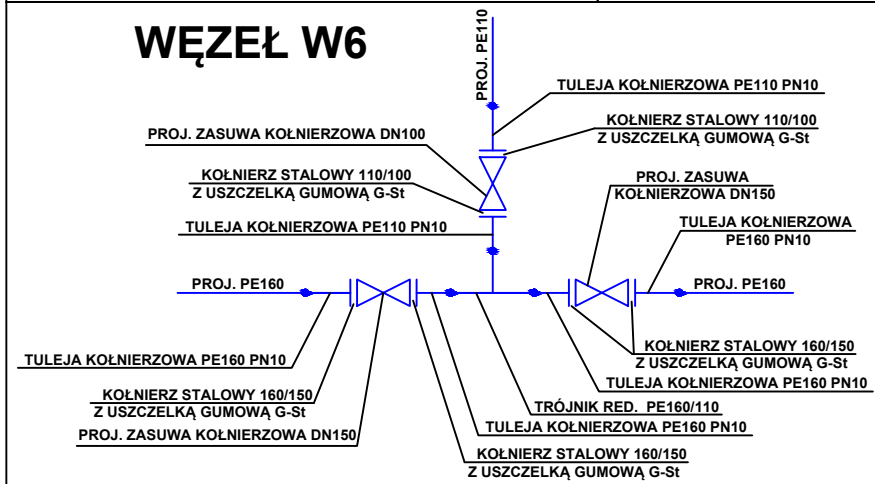 WĘZEŁ W6
PROJ. PE110
TULEJA KOŁNIERZOWA PE110 PN10
KOŁNIERZ STALOWY 110/100
Z USZCZELKĄ GUMOWĄ G-St
PROJ. ZASUWA KOŁNIERZOWA DN100
KOŁNIERZ STALOWY 110/100
Z USZCZELKĄ GUMOWĄ G-St
PROJ. ZASUWA
KOŁNIERZOWA DN150
TULEJA KOŁNIERZOWA PE110 PN10
TULEJA KOŁNIERZOWA
PE160 PN10
PROJ. PE160
PROJ. PE160
TULEJA KOŁNIERZOWA PE160 PN10
KOŁNIERZ STALOWY 160/150
Z USZCZELKĄ GUMOWĄ G-St
TULEJA KOŁNIERZOWA PE160 PN10
KOŁNIERZ STALOWY 160/150
Z USZCZELKĄ GUMOWĄ G-St
TRÓJNIK RED. PE160/110
PROJ. ZASUWA KOŁNIERZOWA DN150
TULEJA KOŁNIERZOWA PE160 PN10
KOŁNIERZ STALOWY 160/150
Z USZCZELKĄ GUMOWĄ G-St